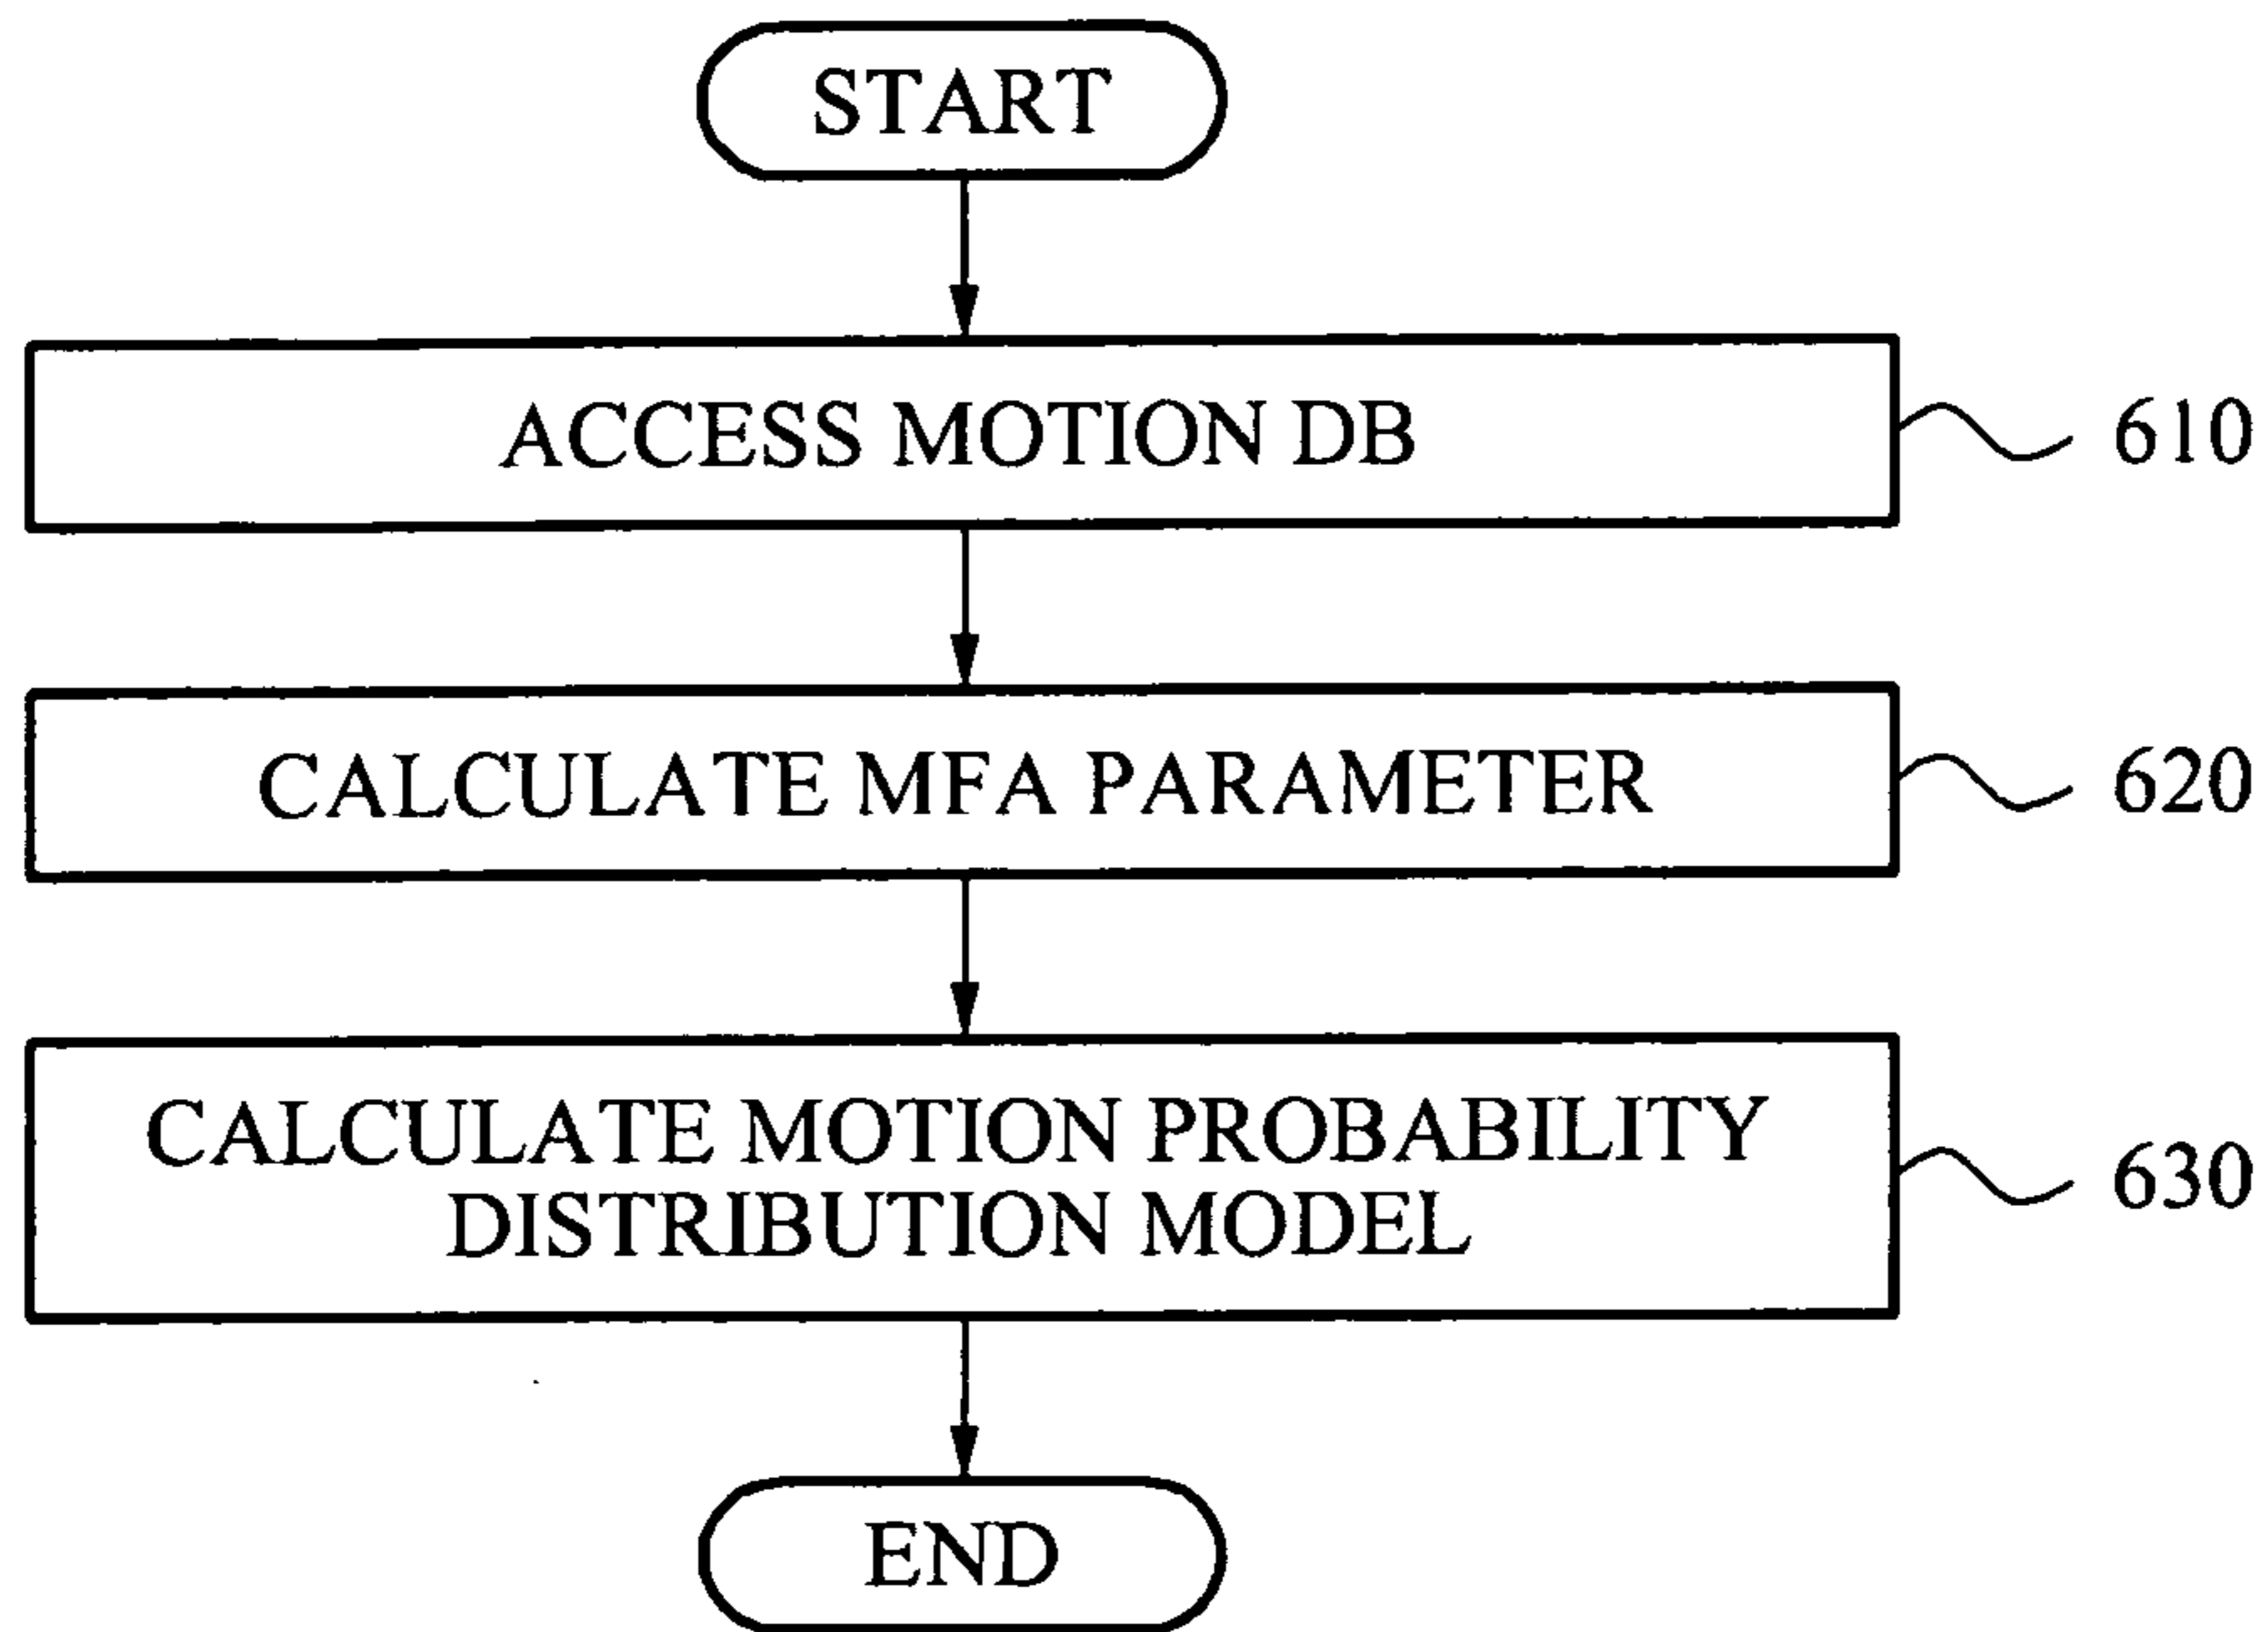 START
ACCESS MOTION DB
610
CALCULATE MFA PARAMETER
620
CALCULATE MOTION PROBABILITY
DISTRIBUTION MODEL
630
END